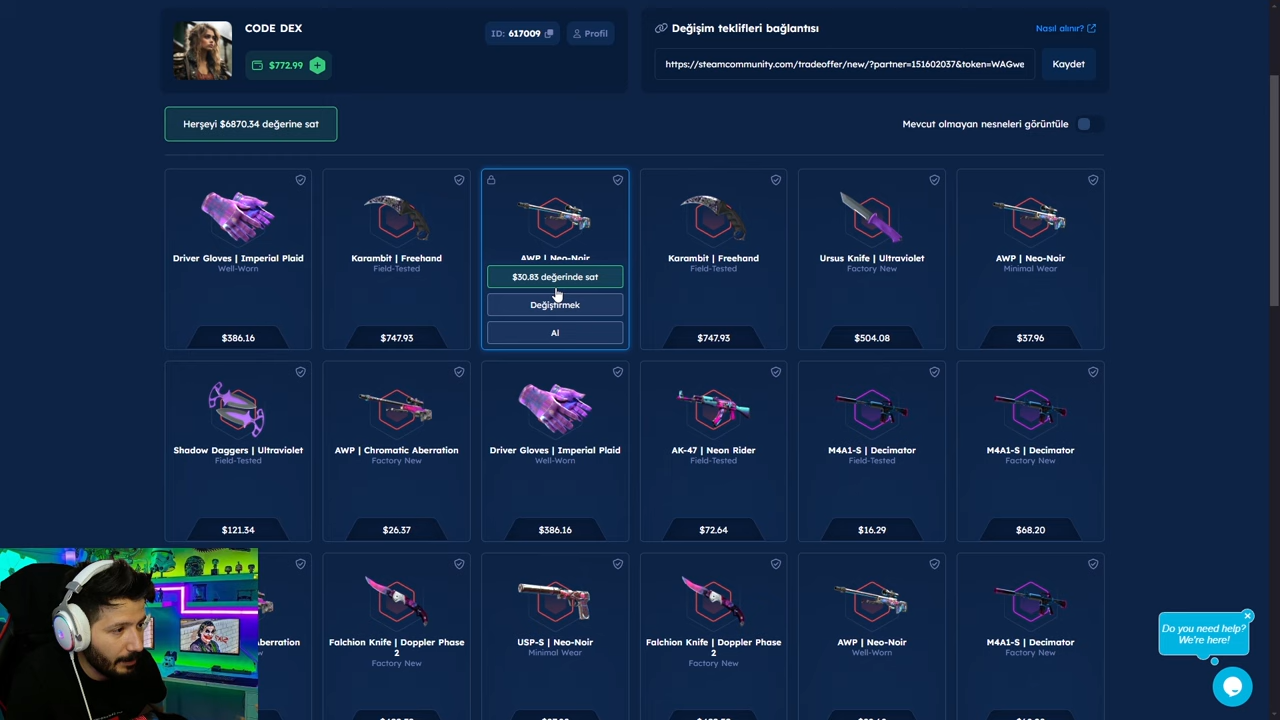 CODE DEX
ID: 617009
Profil
$772.99
Değişim teklifleri bağlantısı
Nasıl alınır?
https://steamcommunity.com/tradeoffer/new/?partner=151602037&token=WAGwe
Kaydet
Herşeyi $6870.34 değerine sat
Mevcut olmayan nesneleri görüntüle
Driver Gloves | Imperial Plaid
Well-Worn
$386.16
Karambit | Freehand
Field-Tested
$747.93
AWP | Neo-Noir
$30.83 değerinde sat
Değiştirmek
Al
Karambit | Freehand
Field-Tested
$747.93
Ursus Knife | Ultraviolet
Factory New
$504.08
AWP | Neo-Noir
Minimal Wear
$37.96
Shadow Daggers | Ultraviolet
Field-Tested
$121.34
AWP | Chromatic Aberration
Factory New
$26.37
Driver Gloves | Imperial Plaid
Well-Worn
$386.16
AK-47 | Neon Rider
Field-Tested
$72.64
M4A1-S | Decimator
Field-Tested
$16.29
M4A1-S | Decimator
Factory New
$68.20
Falchion Knife | Doppler Phase
2
Factory New
USP-S | Neo-Noir
Minimal Wear
Falchion Knife | Doppler Phase
2
Factory New
AWP | Neo-Noir
Well-Worn
M4A1-S | Decimator
Factory New
Do you need help?
We're here!